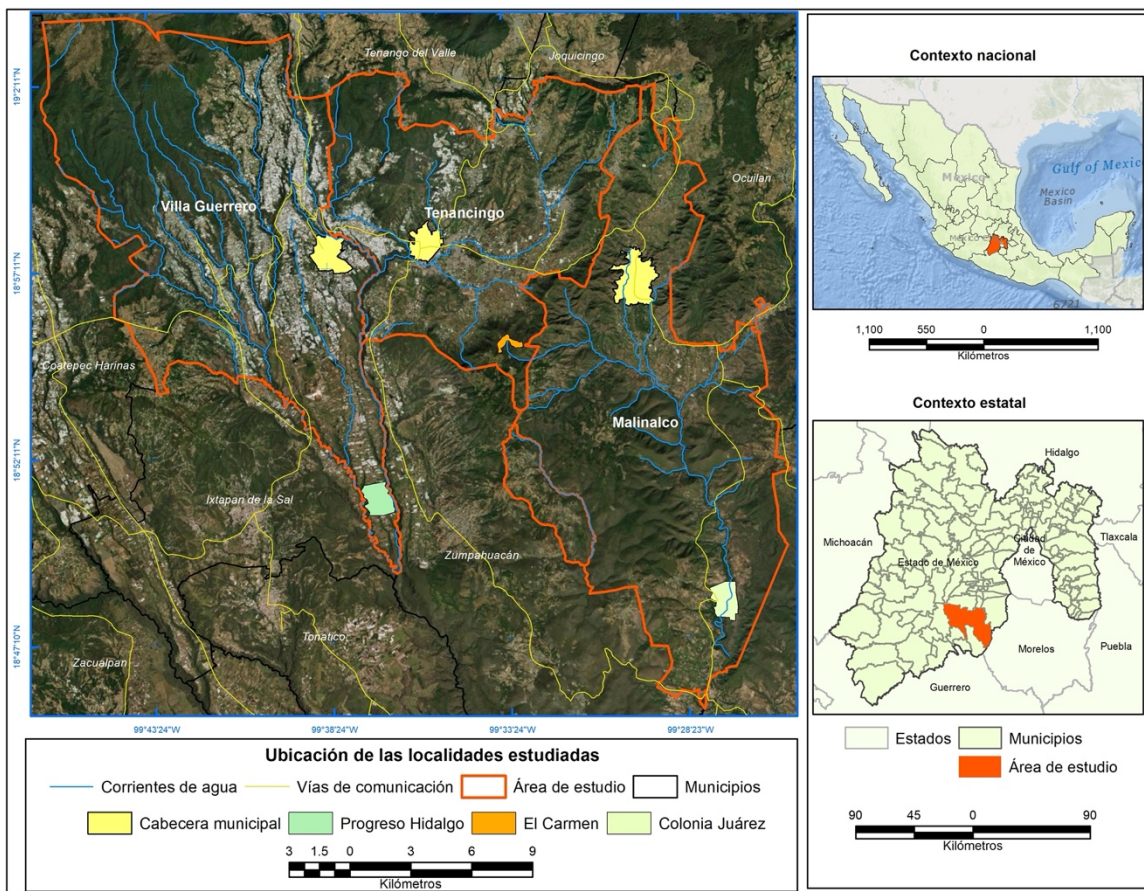 Tenango del Valle
Joquicingo
19°2'11"N
Ocuilan
Villa Guerrero
Tenancingo
18°57'11"N
Coatepec Harinas
Malinalco
18°52'11"N
Ixtapan de la Sal
Zumpahuacán
Tonatico
18°47'10"N
Zacualpan
99°43'24"W
99°38'24"W
99°33'24"W
99°28'23"W
Ubicación de las localidades estudiadas
Corrientes de agua
Vías de comunicación
Área de estudio
Municipios
Cabecera municipal
Progreso Hidalgo
El Carmen
Colonia Juárez
3 1.5 0 3 6 9
Kilómetros
Contexto nacional
Gulf of Mexic
Mexico
Mexico
Basin
6721
1,100 550 0 1,100
Kilómetros
Contexto estatal
Hidalgo
Michoacán
Ciudad
de
México
Tlaxcala
Estado de México
Morelos
Puebla
Guerrero
Estados
Municipios
Área de estudio
90 45 0 90
Kilómetros